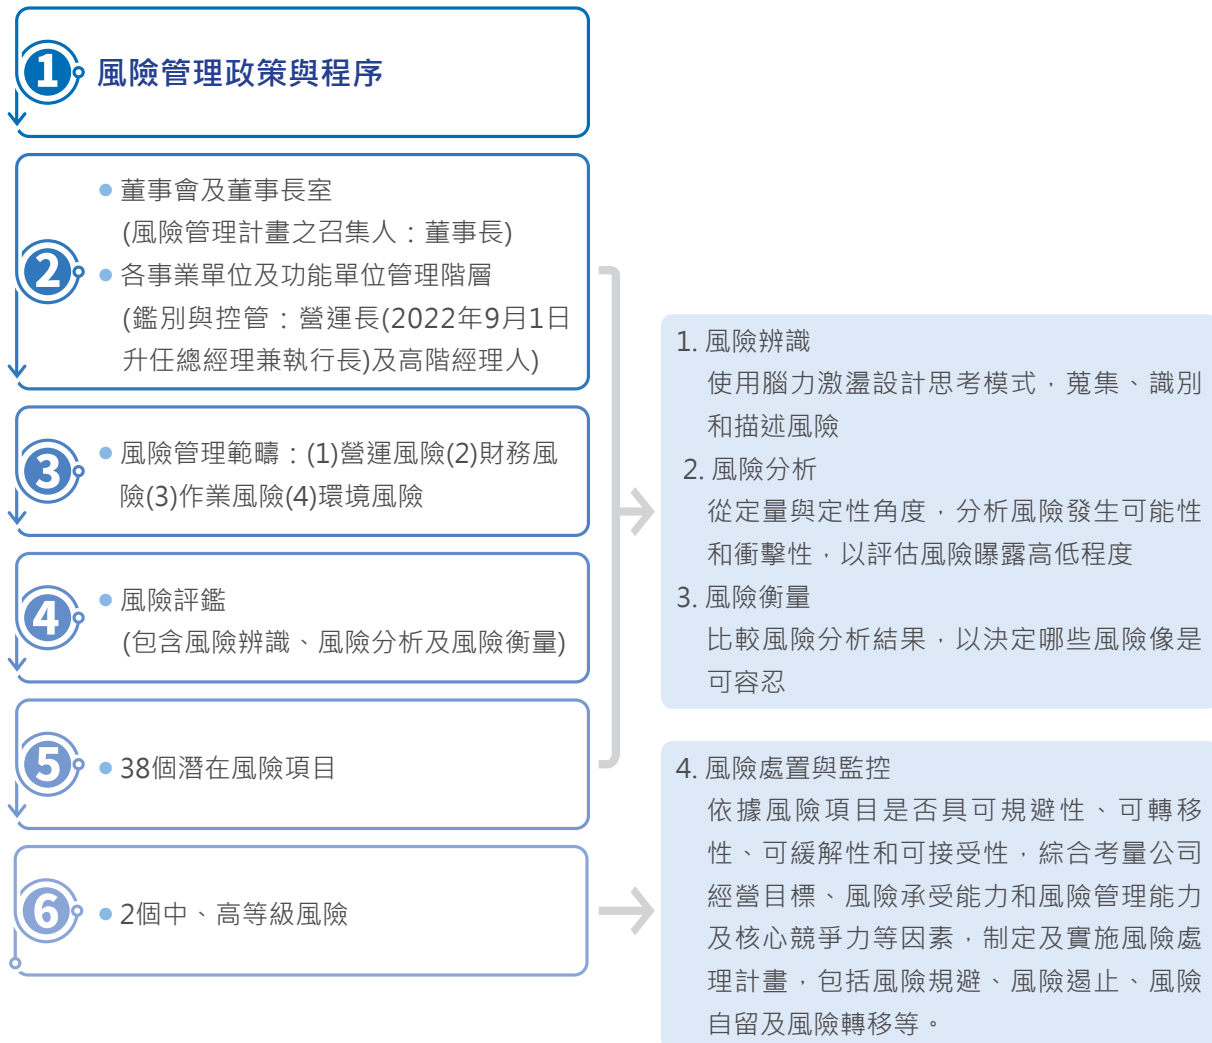 1
風險管理政策與程序
2
● 董事會及董事長室
(風險管理計畫之召集人：董事長)
● 各事業單位及功能單位管理階層
(鑑別與控管：營運長(2022年9月1日
升任總經理兼執行長)及高階經理人)
3
● 風險管理範疇：(1)營運風險(2)財務風
險(3)作業風險(4)環境風險
4
● 風險評鑑
(包含風險辨識、風險分析及風險衡量)
5
● 38個潛在風險項目
6
● 2個中、高等級風險
1. 風險辨識
使用腦力激盪設計思考模式，蒐集、識別
和描述風險
2. 風險分析
從定量與定性角度，分析風險發生可能性
和衝擊性，以評估風險曝露高低程度
3. 風險衡量
比較風險分析結果，以決定哪些風險像是
可容忍
4. 風險處置與監控
依據風險項目是否具可規避性、可轉移
性、可緩解性和可接受性，綜合考量公司
經營目標、風險承受能力和風險管理能力
及核心競爭力等因素，制定及實施風險處
理計畫，包括風險規避、風險遏止、風險
自留及風險轉移等。